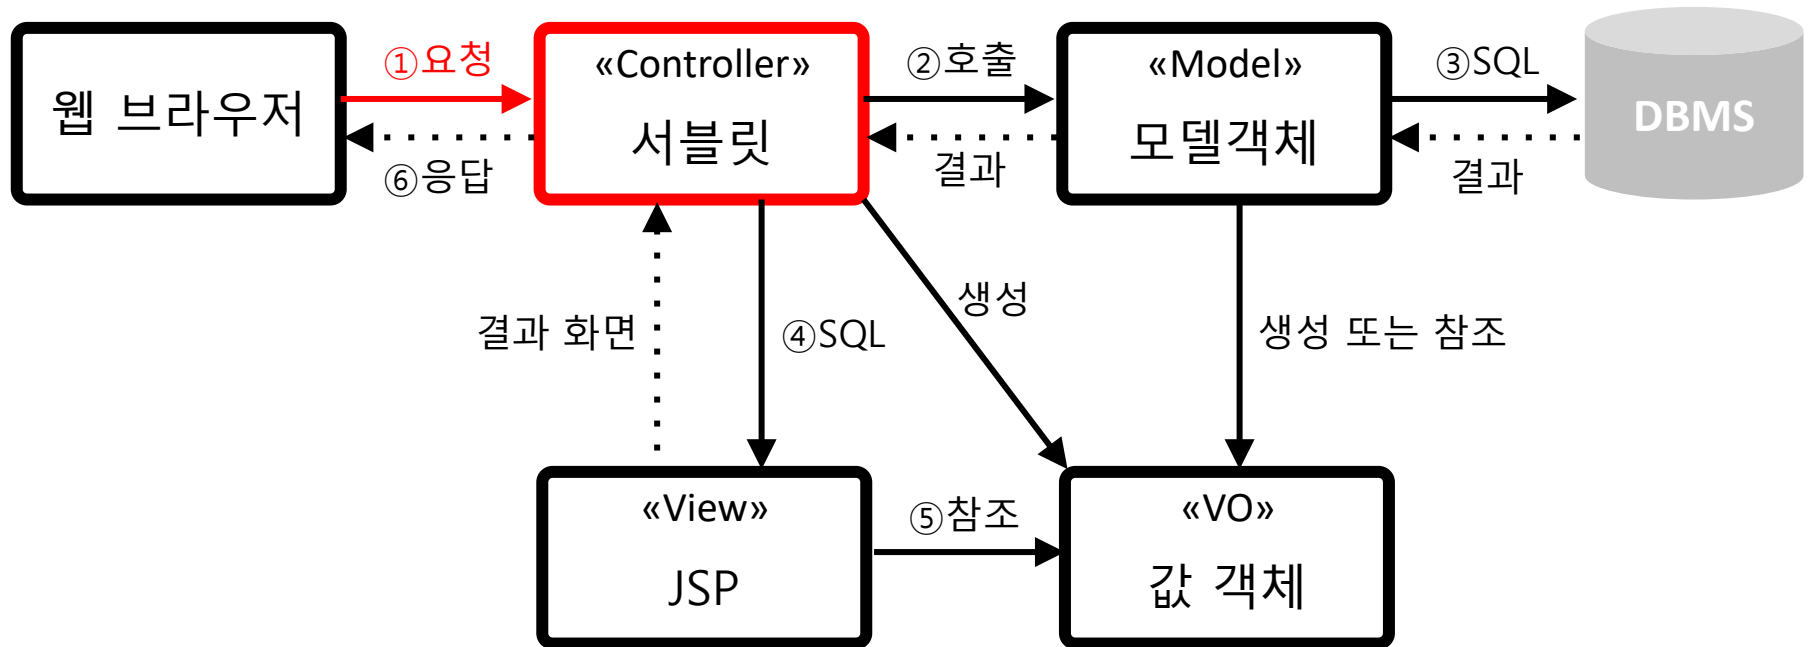 웹 브라우저
①요청
⑥응답
«Controller»
서블릿
②호출
결과
«Model»
모델객체
③SQL
결과
DBMS
결과 화면
④SQL
생성
생성 또는 참조
«View»
JSP
⑤참조
«VO»
값 객체